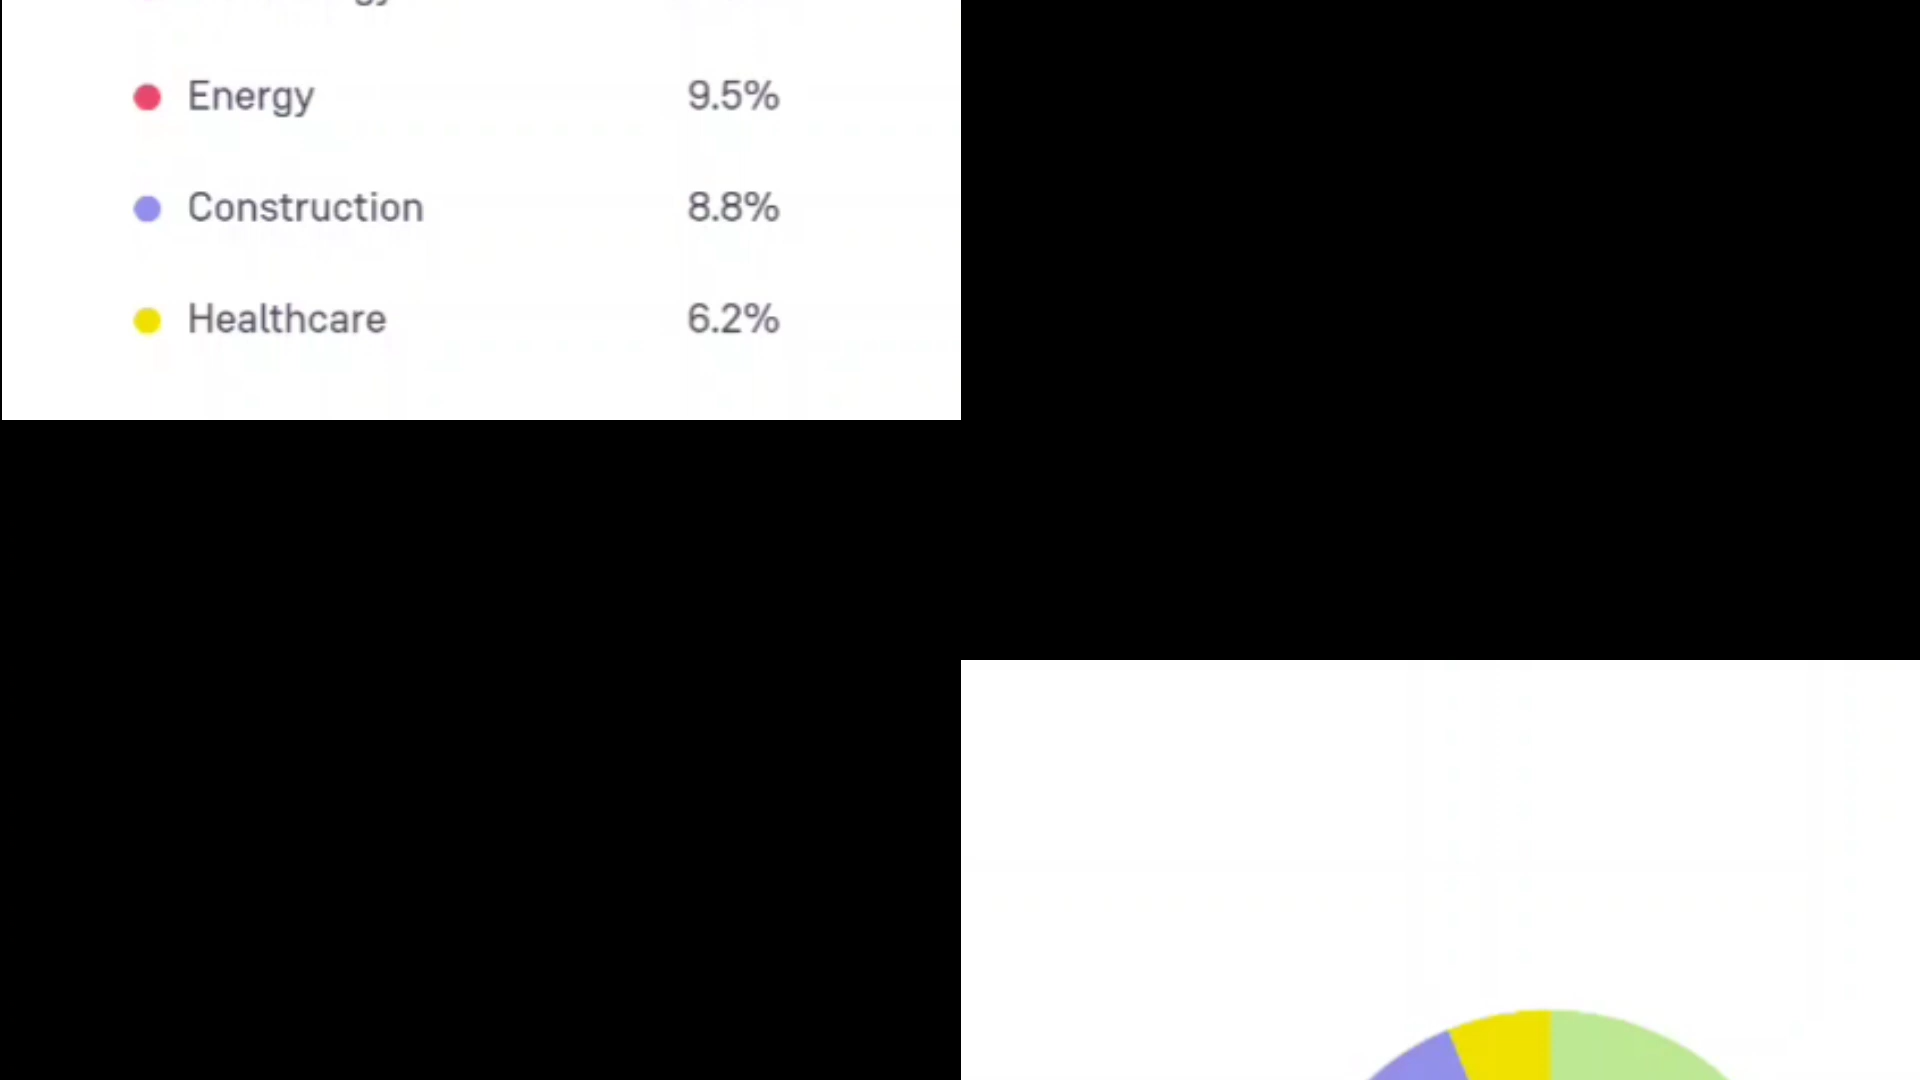 Energy 9.5%
Construction 8.8%
Healthcare 6.2%